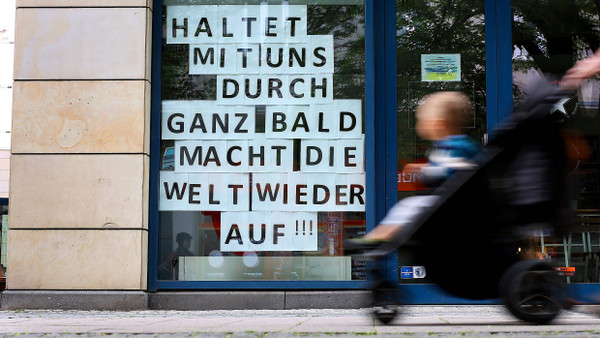 HALTET
MIT UNS
DURCH
GANZ BALD
MACHT DIE
WELT WIEDER
AUF !!!